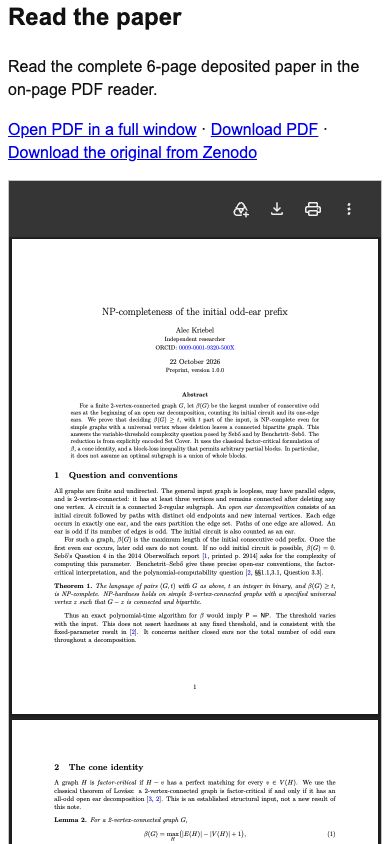 Read the paper
Read the complete 6-page deposited paper in the
on-page PDF reader.
Open PDF in a full window · Download PDF ·
Download the original from Zenodo
NP-completeness of the initial odd-ear prefix
Alec Kriebel
Independent researcher
ORCID: 0009-0001-9320-500X
22 October 2026
Preprint, version 1.0.0
Abstract
For a finite 2-vertex-connected graph G, let β(G) be the largest number of consecutive odd
ears at the beginning of an open ear decomposition, counting its initial circuit and its one-edge
ears. We prove that deciding β(G) ≥ t, with t part of the input, is NP-complete even for
simple graphs with a universal vertex whose deletion leaves a connected bipartite graph. This
answers the variable-threshold complexity question posed by Sebő and by Benchetrit–Sebő. The
reduction is from explicitly encoded Set Cover. It uses the classical factor-critical formulation of
β, a cone identity, and a block-loss inequality that permits arbitrary partial blocks. In particular,
it does not assume an optimal subgraph is a union of whole blocks.
1 Question and conventions
All graphs are finite and undirected. The general input graph is loopless, may have parallel edges,
and is 2-vertex-connected: it has at least three vertices and remains connected after deleting any
one vertex. A circuit is a connected 2-regular subgraph. An open ear decomposition consists of an
initial circuit followed by paths with distinct old endpoints and new internal vertices. Each edge
occurs in exactly one ear, and the ears partition the edge set. Paths of one edge are allowed. An
ear is odd if its number of edges is odd. The initial circuit is also counted as an ear.
For such a graph, β(G) is the maximum length of the initial consecutive odd prefix. Once the
first even ear occurs, later odd ears do not count. If no odd initial circuit is possible, β(G) = 0.
Sebő's Question 4 in the 2014 Oberwolfach report [1, printed p. 2914] asks for the complexity of
computing this parameter. Benchetrit–Sebő give these precise open-ear conventions, the factor-
critical interpretation, and the polynomial-computability question [2, §§1.1,3.1, Question 3.3].
Theorem 1. The language of pairs (G, t) with G as above, t an integer in binary, and β(G) ≥ t,
is NP-complete. NP-hardness holds on simple 2-vertex-connected graphs with a specified universal
vertex x such that G − x is connected and bipartite.
Thus an exact polynomial-time algorithm for β would imply P = NP. The threshold varies
with the input. This does not assert hardness at any fixed threshold, and is consistent with the
fixed-parameter result in [2]. It concerns neither closed ears nor the total number of odd ears
throughout a decomposition.
1
2 The cone identity
A graph H is factor-critical if H − v has a perfect matching for every v ∈ V(H). We use the
classical theorem of Lovász: a 2-vertex-connected graph is factor-critical if and only if it has an
all-odd open ear decomposition [3, 2]. This is an established structural input, not a new result of
this note.
Lemma 2. For a 2-vertex-connected graph G,
β(G) = max{|E(H)| − |V(H)| + 1}, (1)
H